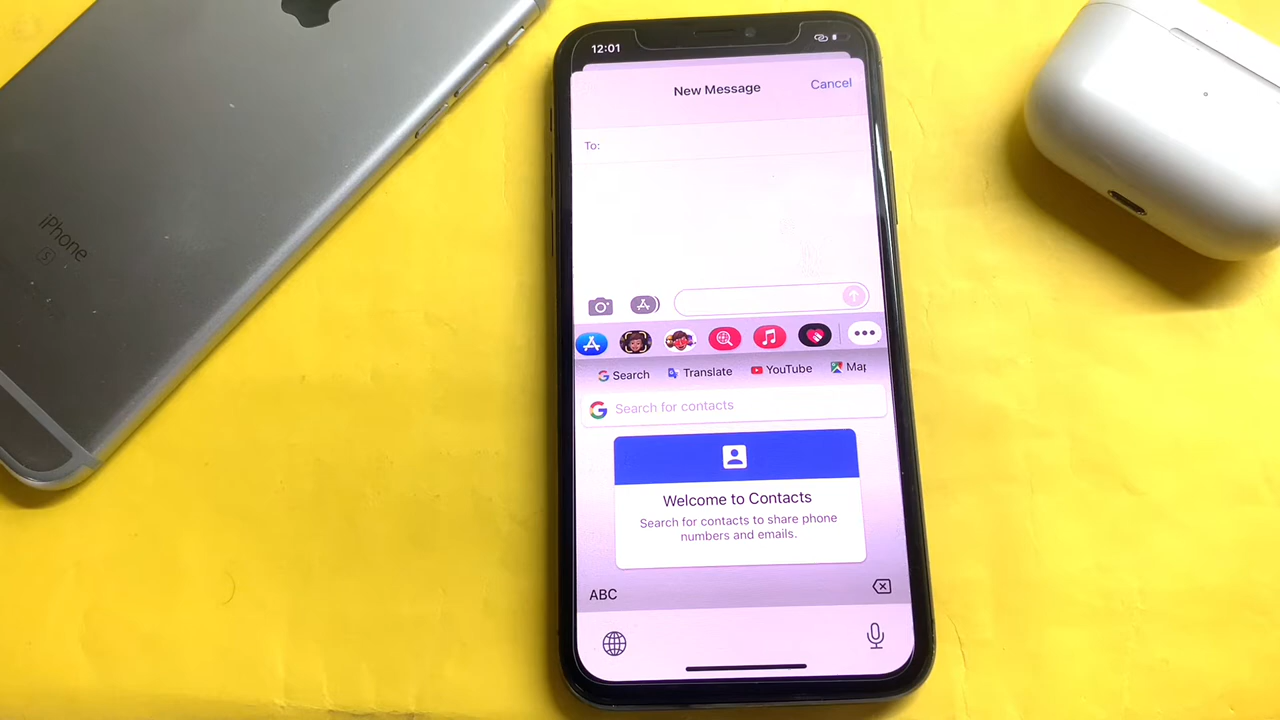 iPhone
S
12:01
New Message
Cancel
To:
Search
Translate
YouTube
Map
Search for contacts
Welcome to Contacts
Search for contacts to share phone
numbers and emails.
ABC